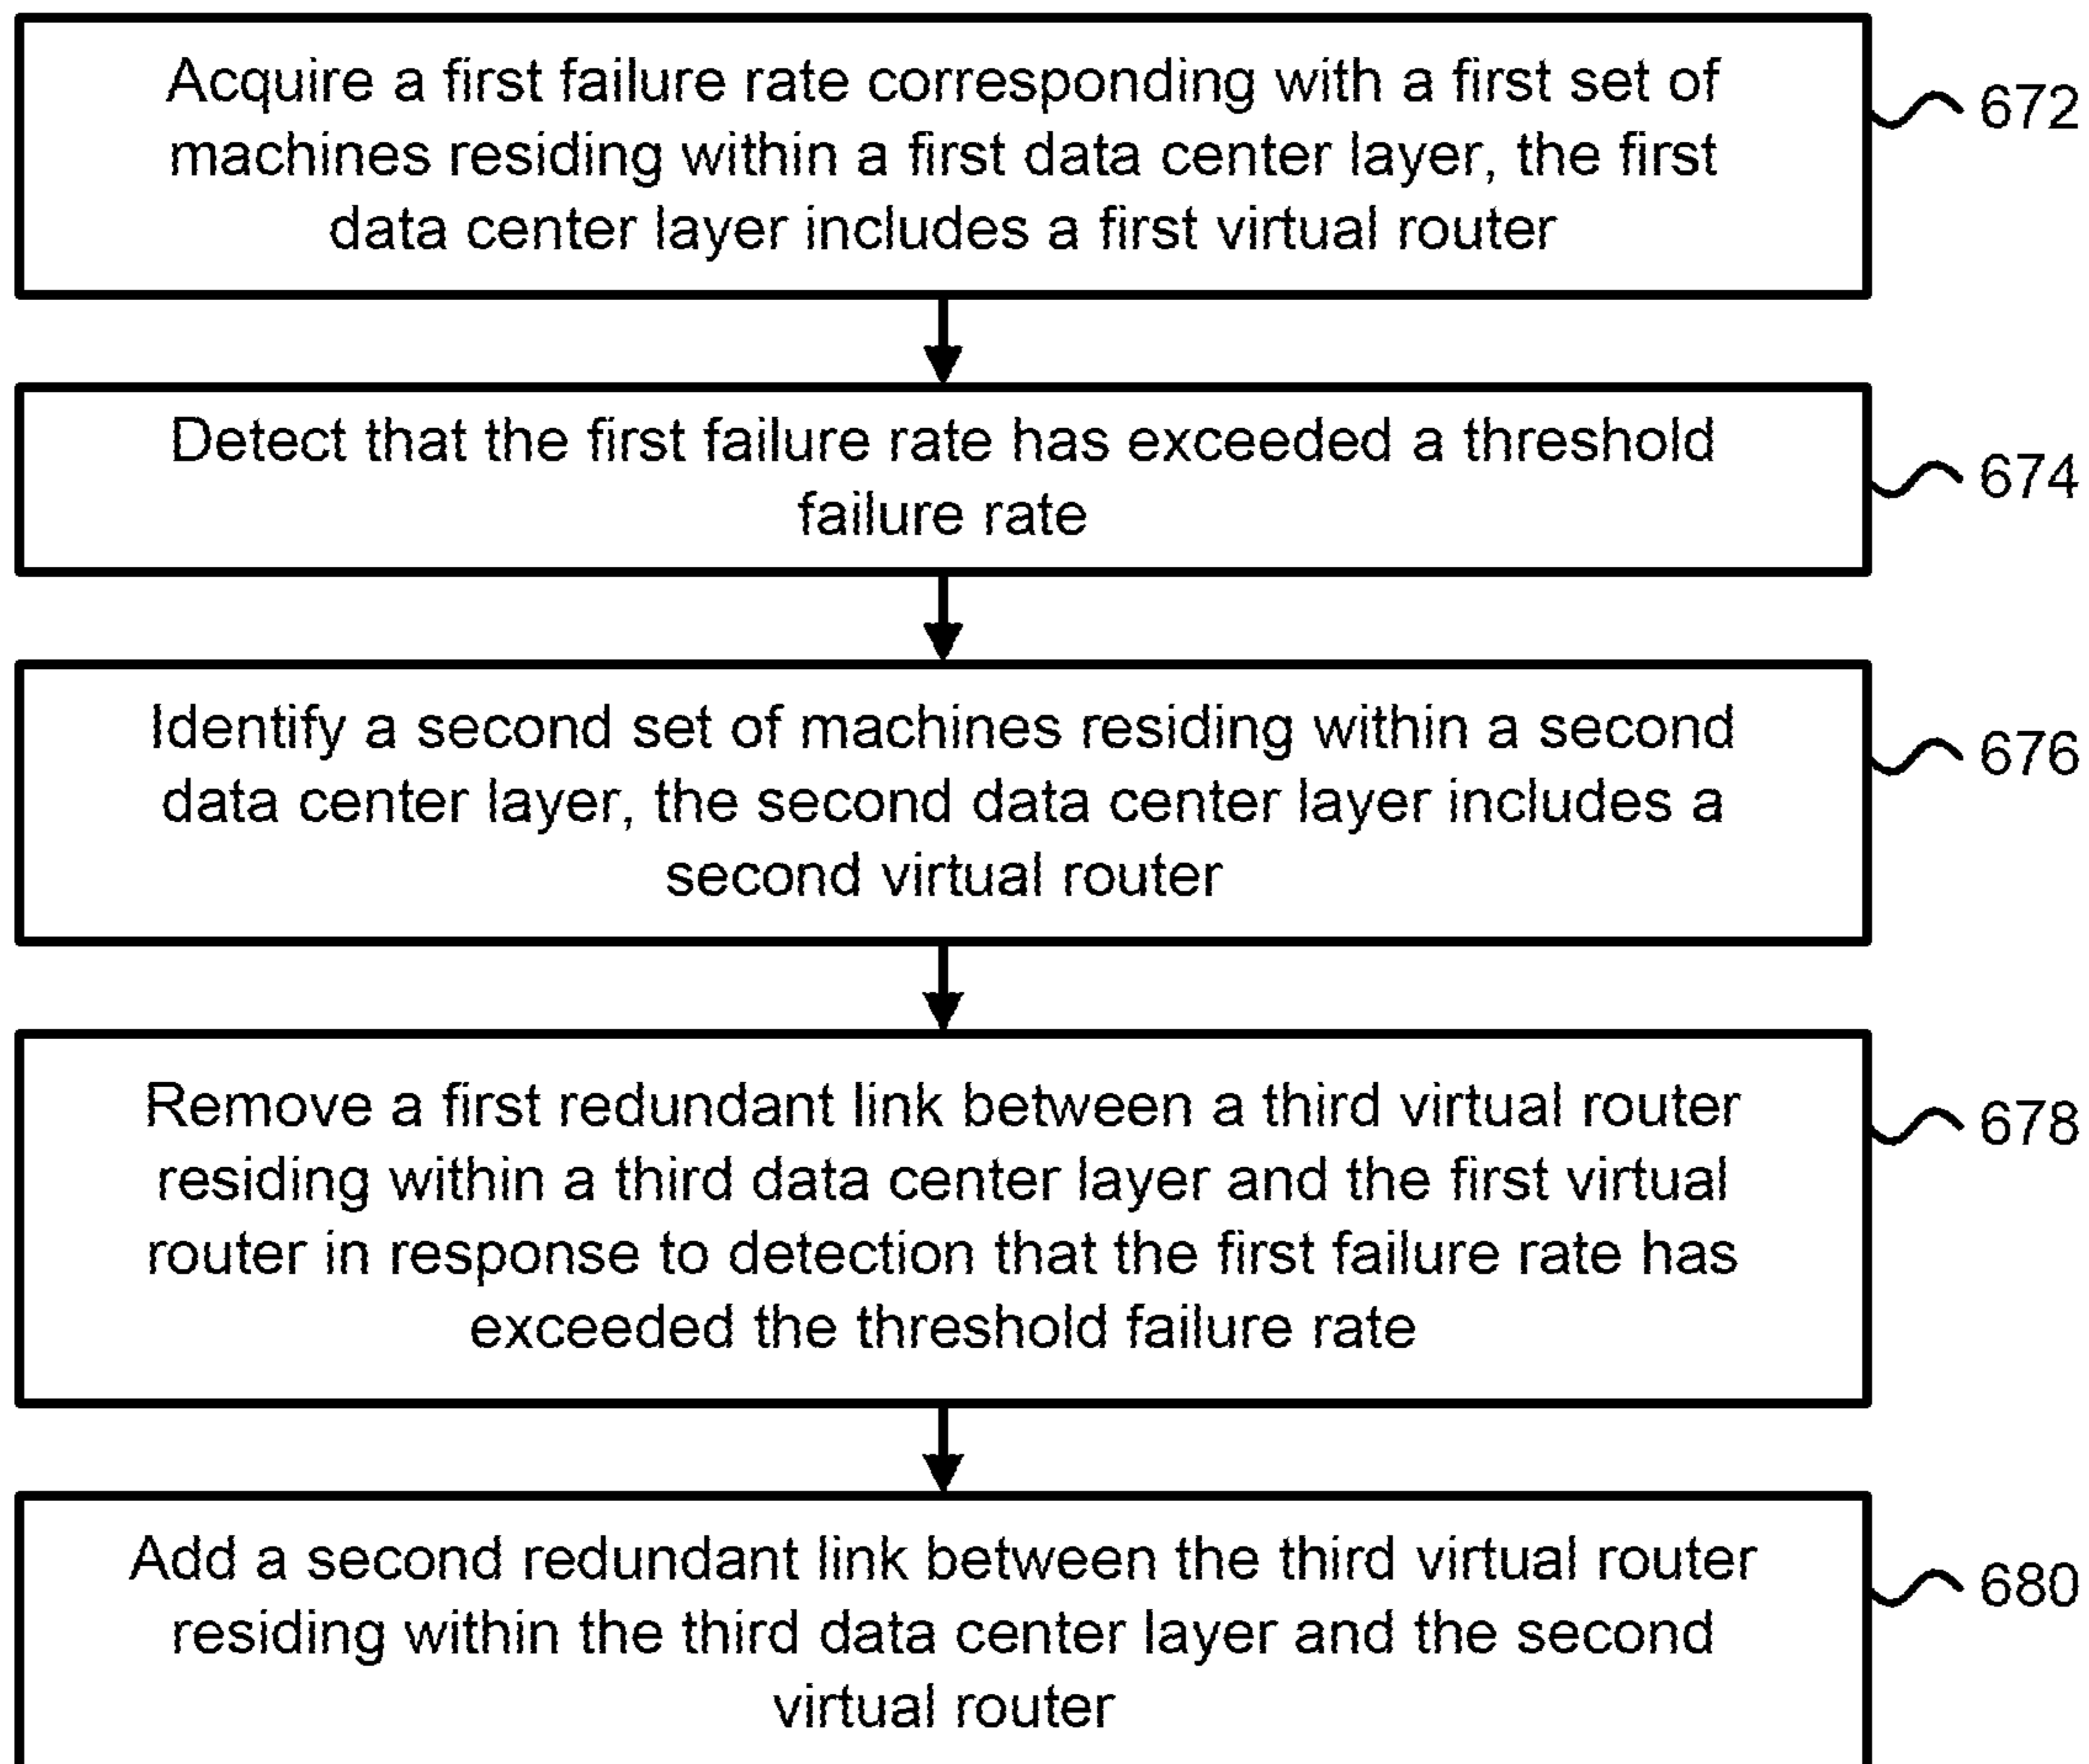 Acquire a first failure rate corresponding with a first set of
machines residing within a first data center layer, the first
data center layer includes a first virtual router
672
Detect that the first failure rate has exceeded a threshold
failure rate
674
Identify a second set of machines residing within a second
data center layer, the second data center layer includes a
second virtual router
676
Remove a first redundant link between a third virtual router
residing within a third data center layer and the first virtual
router in response to detection that the first failure rate has
exceeded the threshold failure rate
678
Add a second redundant link between the third virtual router
residing within the third data center layer and the second
virtual router
680